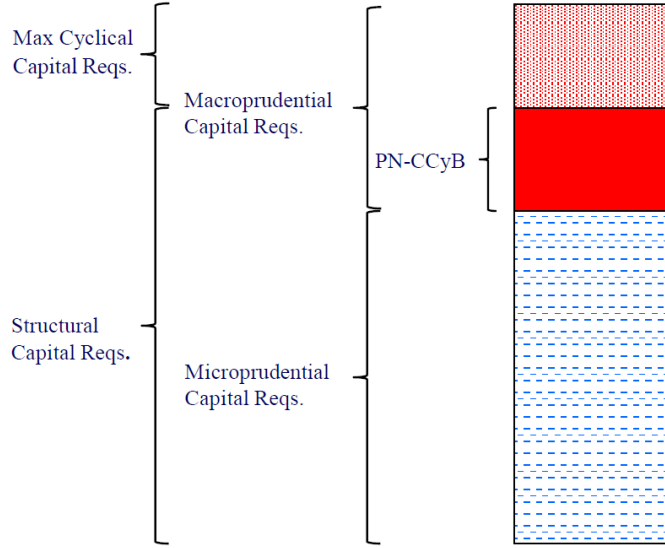 Max Cyclical
Capital Reqs.
Macroprudential
Capital Reqs.
PN-CCyB
Structural
Capital Reqs.
Microprudential
Capital Reqs.